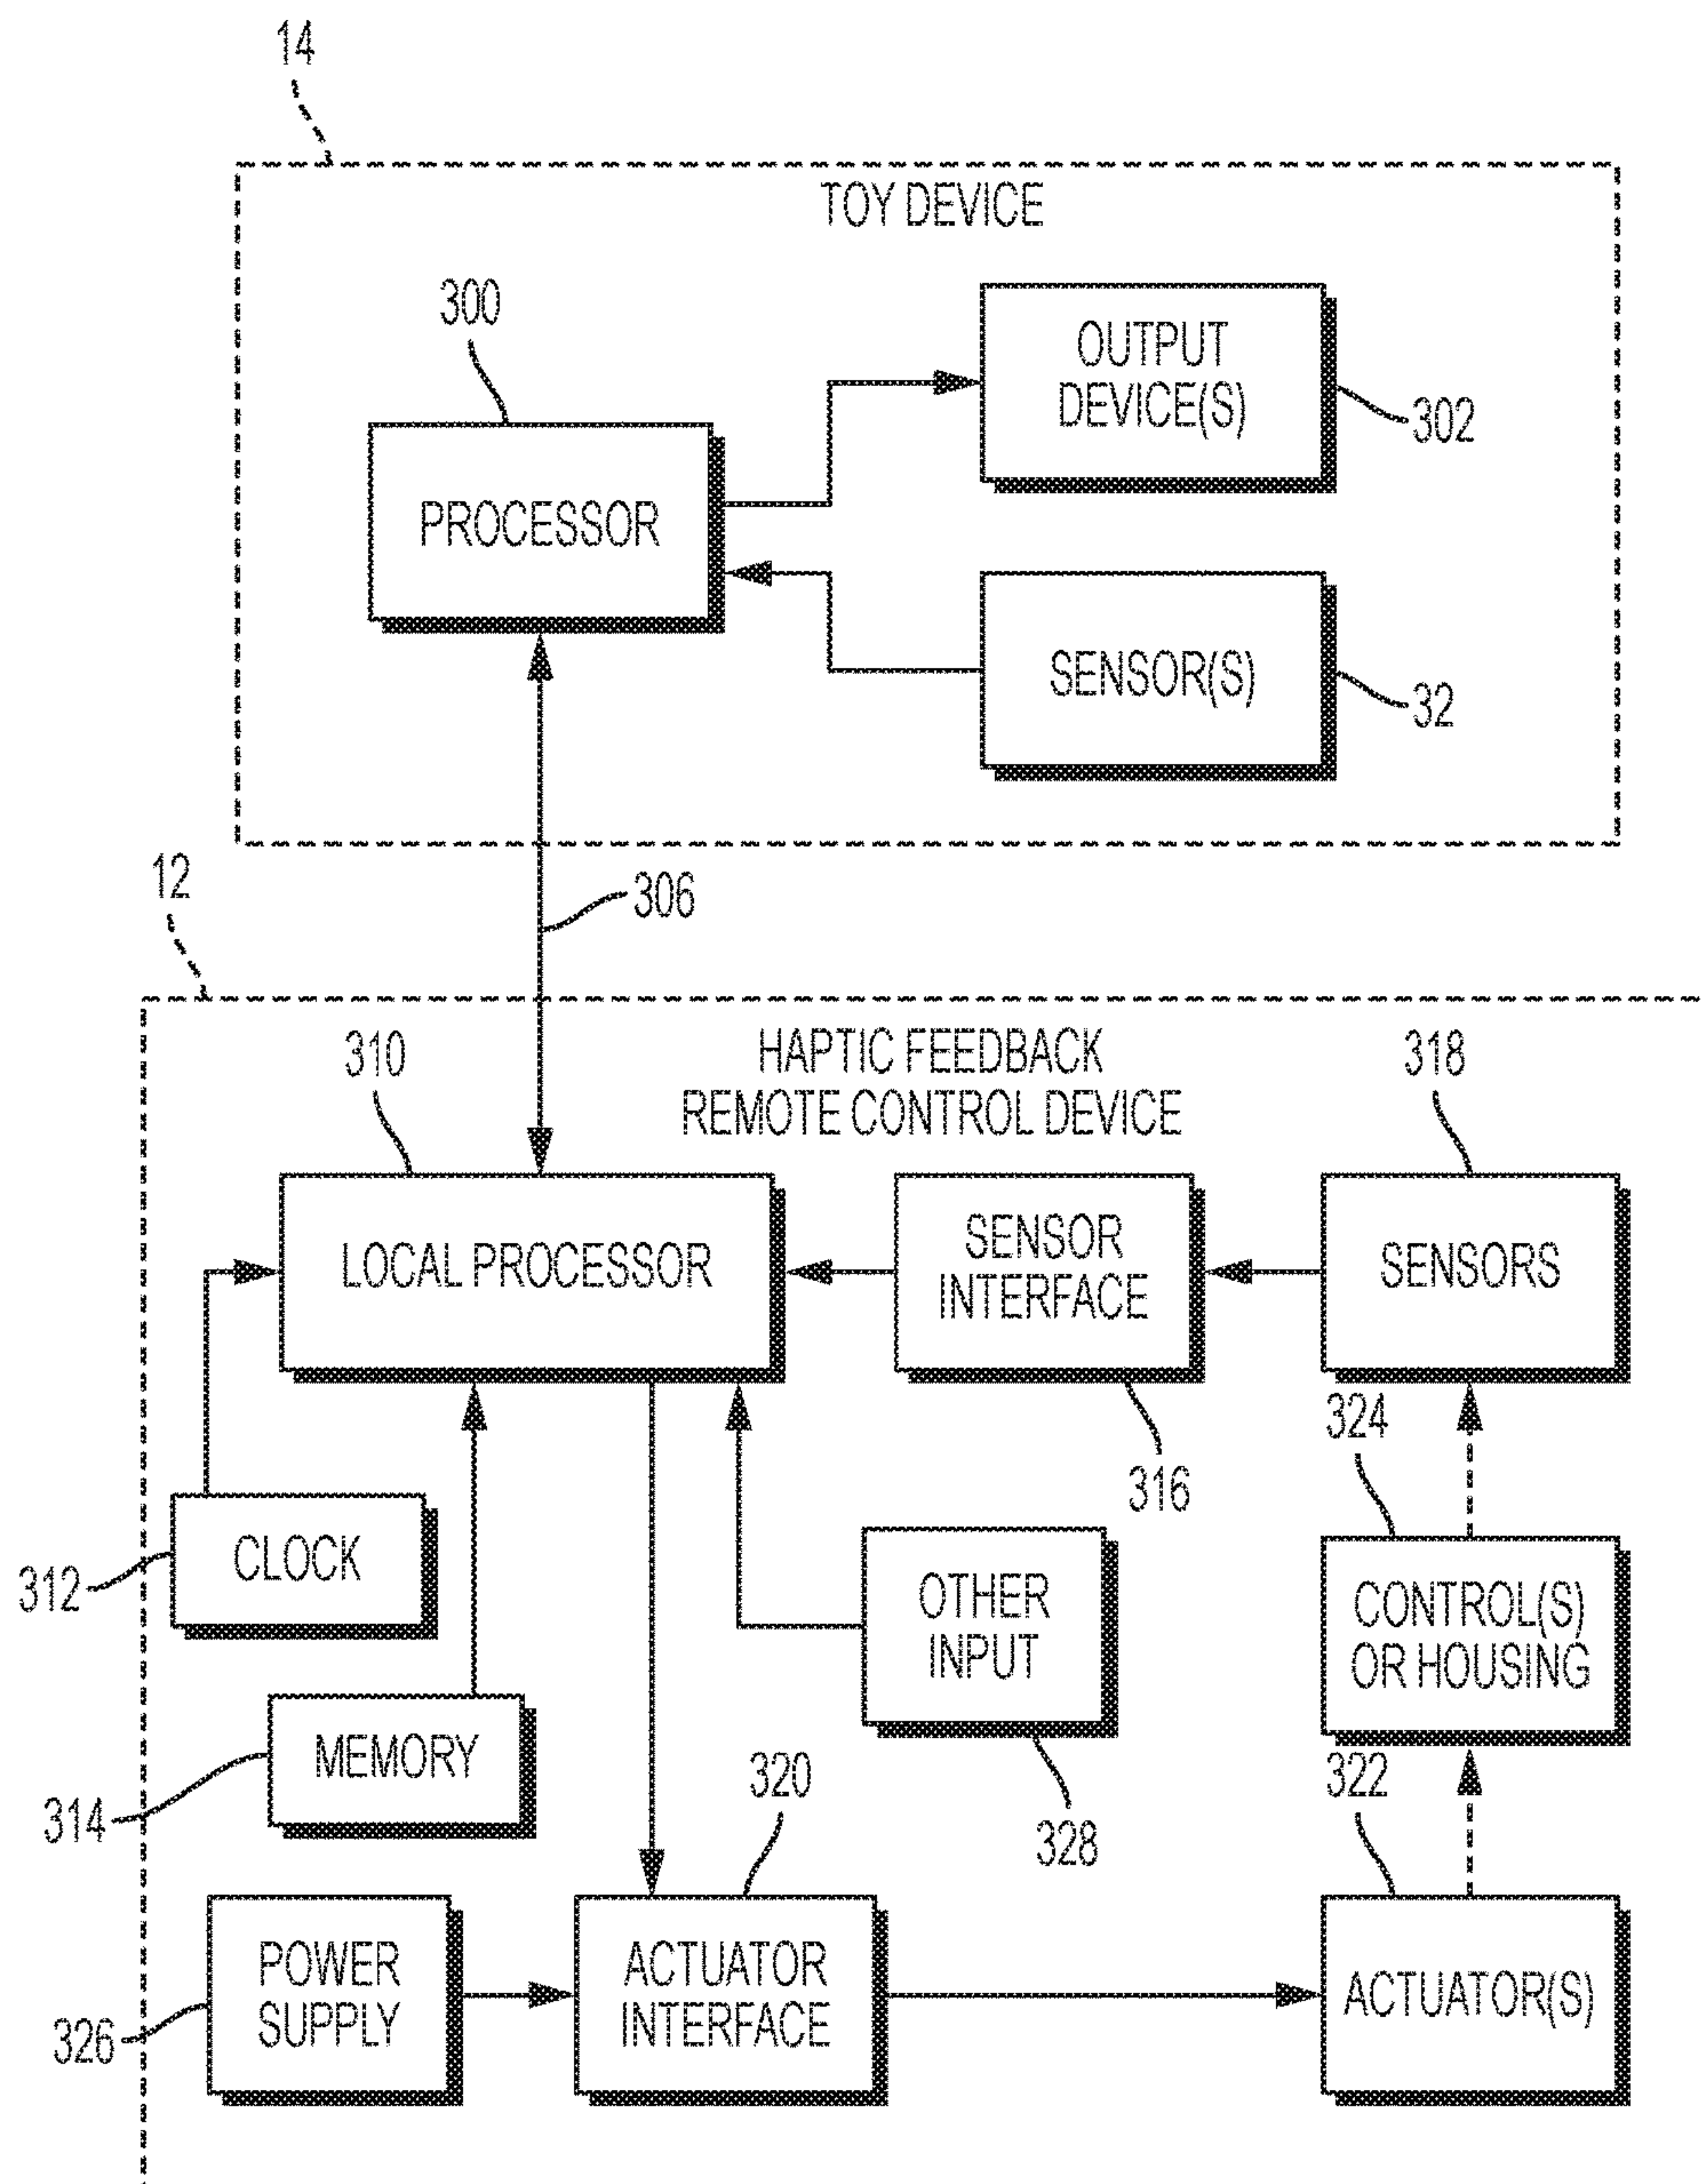 14
TOY DEVICE
300
OUTPUT
DEVICE(S)
302
PROCESSOR
SENSOR(S)
32
12
306
HAPTIC FEEDBACK
REMOTE CONTROL DEVICE
310
318
LOCAL PROCESSOR
SENSOR
INTERFACE
SENSORS
316
324
CLOCK
312
OTHER
INPUT
CONTROL(S)
OR HOUSING
MEMORY
314
320
328
322
POWER
SUPPLY
326
ACTUATOR
INTERFACE
ACTUATOR(S)